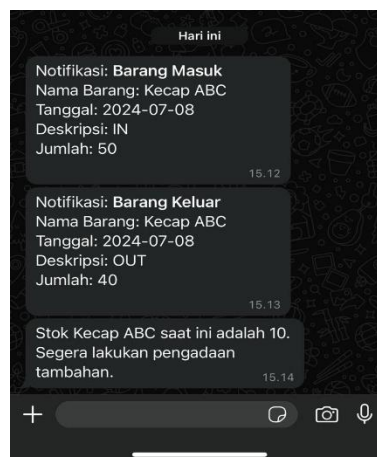 Hari ini
Notifikasi: Barang Masuk
Nama Barang: Kecap ABC
Tanggal: 2024-07-08
Deskripsi: IN
Jumlah: 50
15.12
Notifikasi: Barang Keluar
Nama Barang: Kecap ABC
Tanggal: 2024-07-08
Deskripsi: OUT
Jumlah: 40
15.13
Stok Kecap ABC saat ini adalah 10.
Segera lakukan pengadaan
tambahan.
15.14